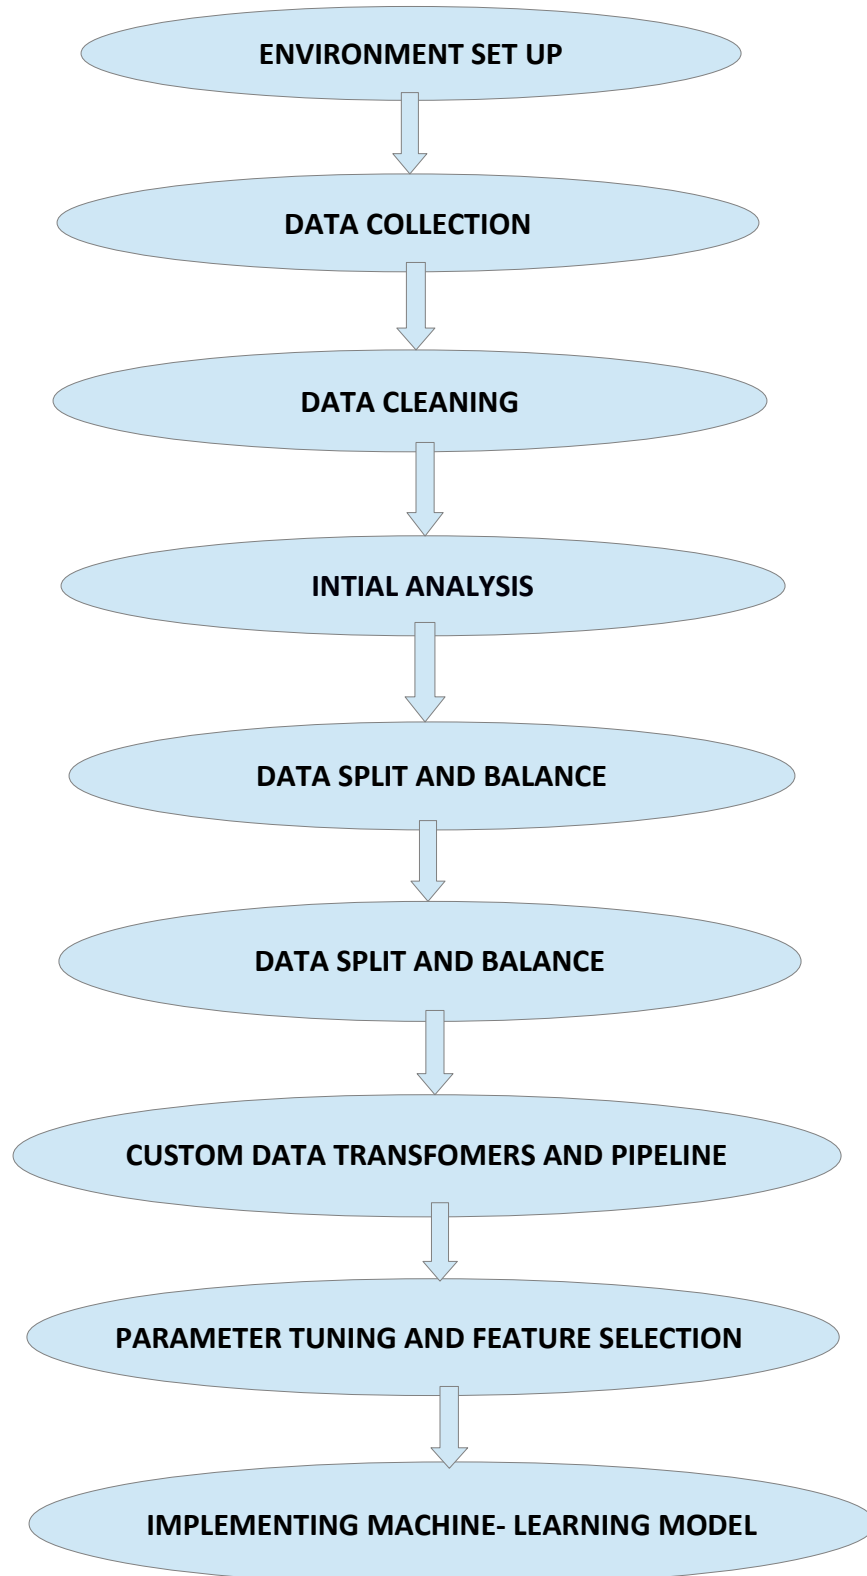 ENVIRONMENT SET UP
DATA COLLECTION
DATA CLEANING
INTIAL ANALYSIS
DATA SPLIT AND BALANCE
DATA SPLIT AND BALANCE
CUSTOM DATA TRANSFOMERS AND PIPELINE
PARAMETER TUNING AND FEATURE SELECTION
IMPLEMENTING MACHINE- LEARNING MODEL